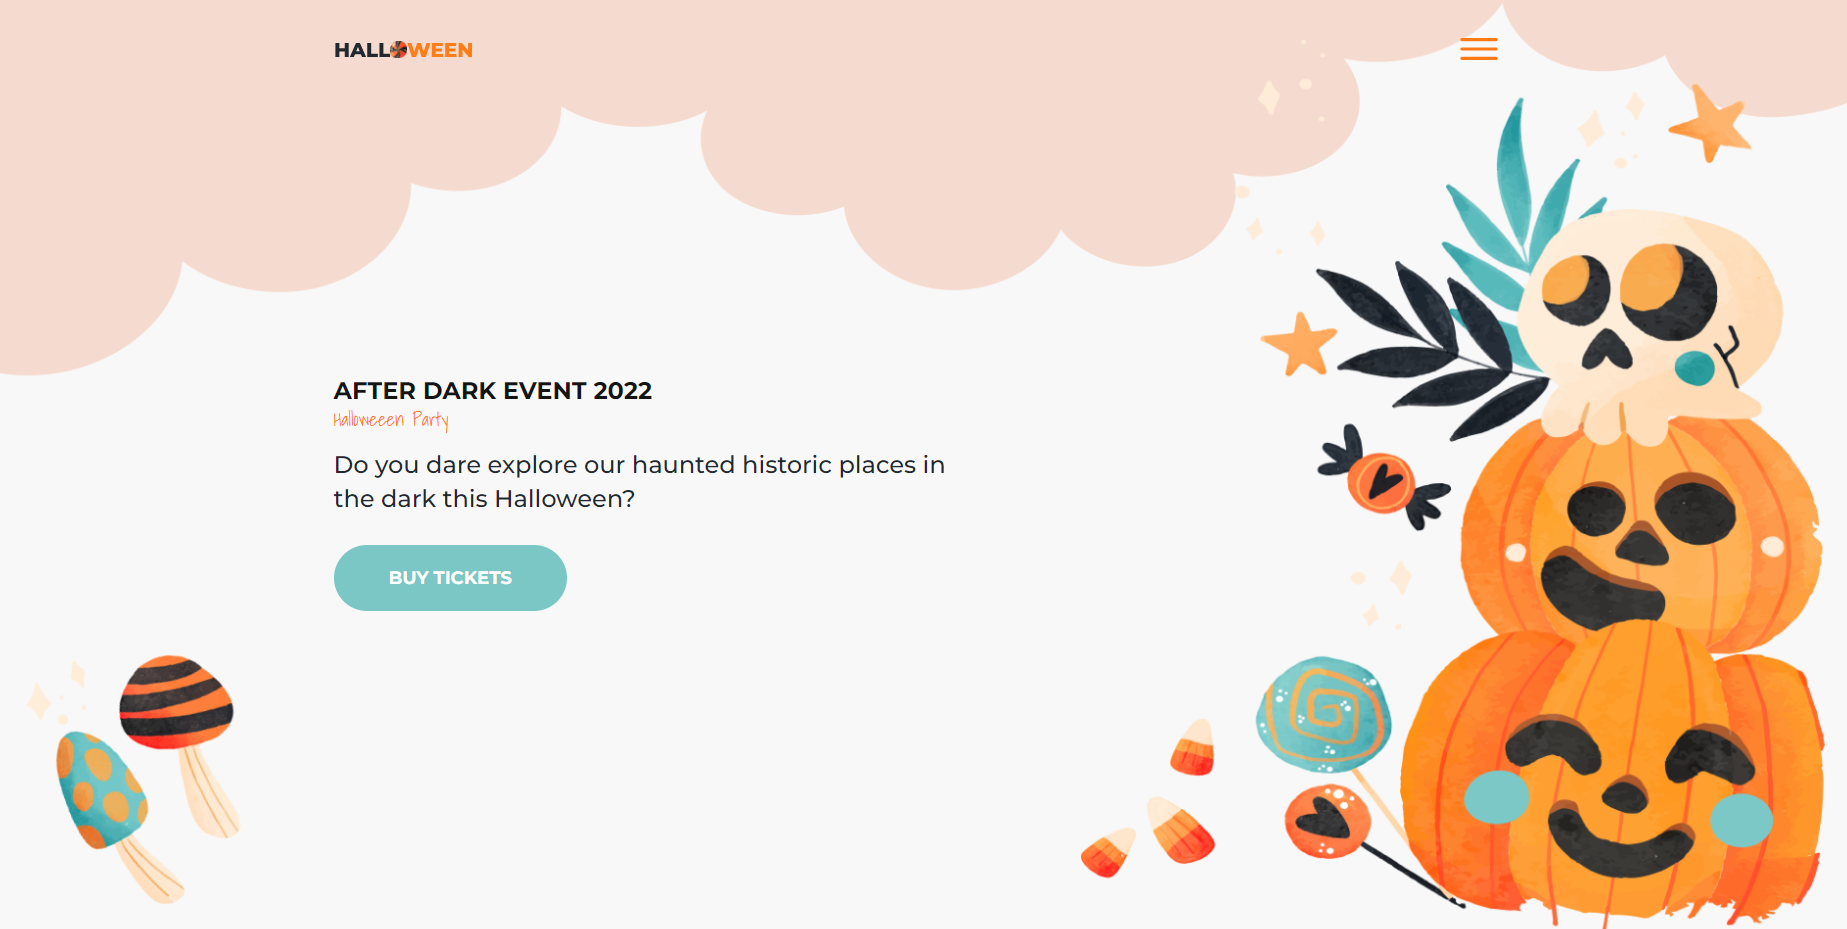 HALLOWEEN
AFTER DARK EVENT 2022
Halloweeen Party
Do you dare explore our haunted historic places in
the dark this Halloween?
BUY TICKETS